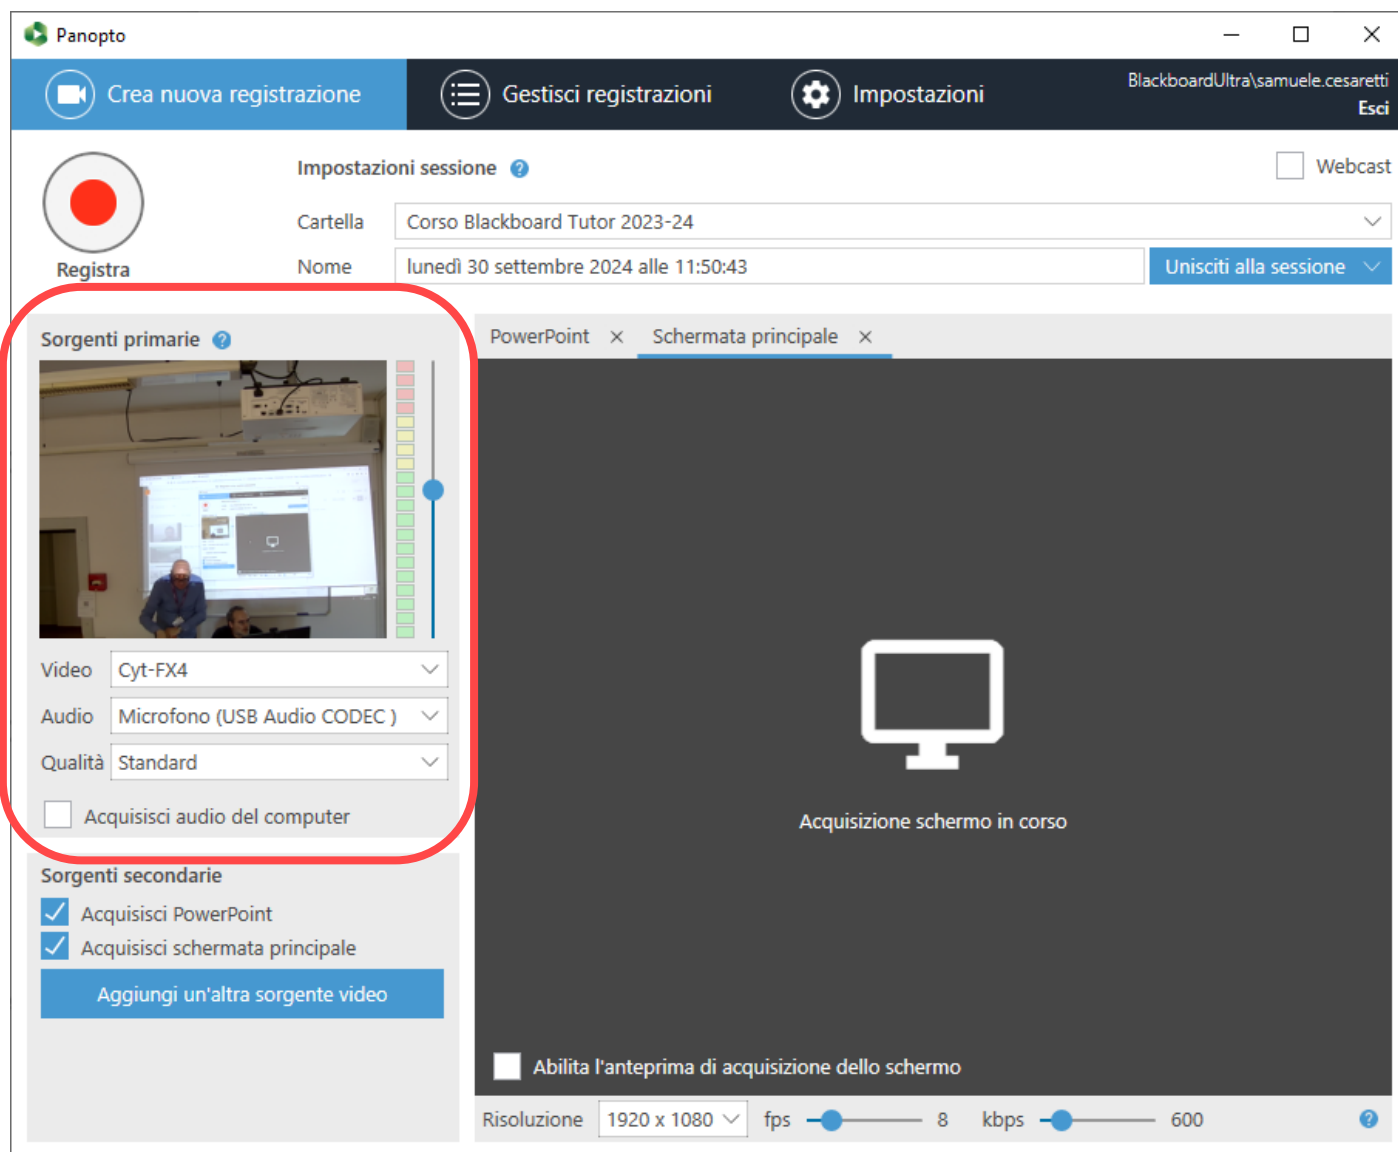 Panopto
Crea nuova registrazione
Gestisci registrazioni
Impostazioni
BlackboardUltra\samuele.cesaretti
Esci
Registra
Impostazioni sessione
Webcast
Cartella Corso Blackboard Tutor 2023-24
Nome lunedì 30 settembre 2024 alle 11:50:43
Unisciti alla sessione
Sorgenti primarie
Video Cyt-FX4
Audio Microfono (USB Audio CODEC )
Qualità Standard
Acquisisci audio del computer
Sorgenti secondarie
Acquisisci PowerPoint
Acquisisci schermata principale
Aggiungi un'altra sorgente video
PowerPoint
Schermata principale
Acquisizione schermo in corso
Abilita l'anteprima di acquisizione dello schermo
Risoluzione 1920 x 1080 fps 8 kbps 600